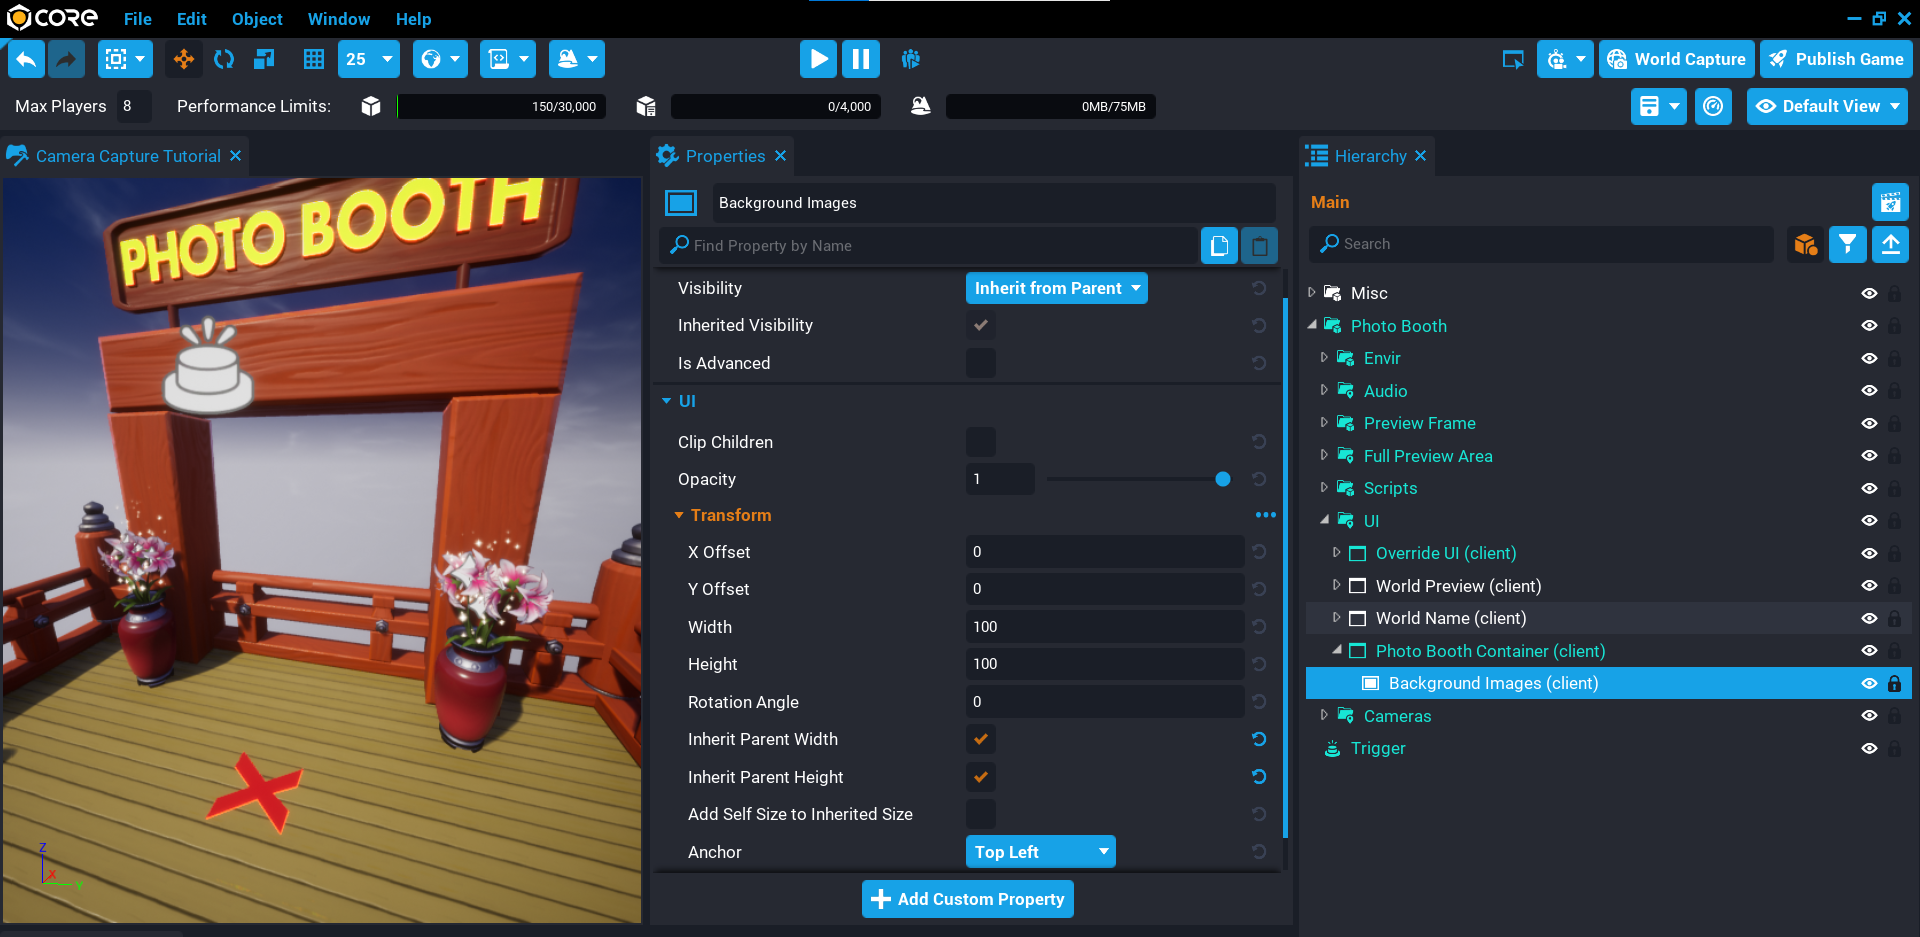 CORE File Edit Object Window Help
25 World Capture Publish Game
Max Players 8 Performance Limits: 150/30,000 0/4,000 0MB/75MB Default View
Camera Capture Tutorial
PHOTO BOOTH
Z
X
Y
Properties
Background Images
Find Property by Name
Visibility Inherit from Parent
Inherited Visibility
Is Advanced
UI
Clip Children
Opacity 1
Transform
X Offset 0
Y Offset 0
Width 100
Height 100
Rotation Angle 0
Inherit Parent Width
Inherit Parent Height
Add Self Size to Inherited Size
Anchor Top Left
Add Custom Property
Hierarchy
Main
Search
Misc
Photo Booth
Envir
Audio
Preview Frame
Full Preview Area
Scripts
UI
Override UI (client)
World Preview (client)
World Name (client)
Photo Booth Container (client)
Background Images (client)
Cameras
Trigger